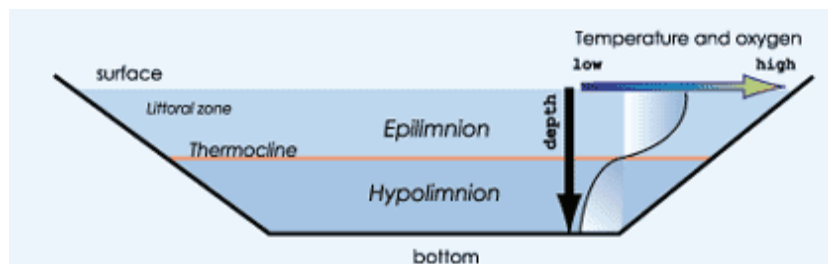 Temperature and oxygen
low high
surface
Littoral zone
Epilimnion
depth
Thermocline
Hypolimnion
bottom